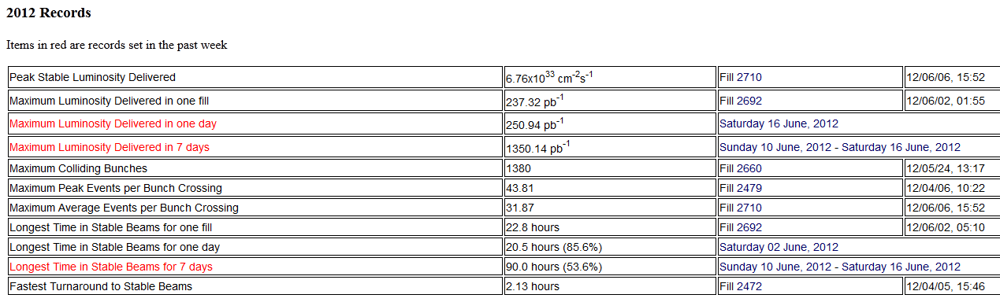 2012 Records
Items in red are records set in the past week
Peak Stable Luminosity Delivered 6.76x10^33 cm^-2s^-1 Fill 2710 12/06/06, 15:52
Maximum Luminosity Delivered in one fill 237.32 pb^-1 Fill 2692 12/06/02, 01:55
Maximum Luminosity Delivered in one day 250.94 pb^-1 Saturday 16 June, 2012
Maximum Luminosity Delivered in 7 days 1350.14 pb^-1 Sunday 10 June, 2012 - Saturday 16 June, 2012
Maximum Colliding Bunches 1380 Fill 2660 12/05/24, 13:17
Maximum Peak Events per Bunch Crossing 43.81 Fill 2479 12/04/06, 10:22
Maximum Average Events per Bunch Crossing 31.87 Fill 2710 12/06/06, 15:52
Longest Time in Stable Beams for one fill 22.8 hours Fill 2692 12/06/02, 05:10
Longest Time in Stable Beams for one day 20.5 hours (85.6%) Saturday 02 June, 2012
Longest Time in Stable Beams for 7 days 90.0 hours (53.6%) Sunday 10 June, 2012 - Saturday 16 June, 2012
Fastest Turnaround to Stable Beams 2.13 hours Fill 2472 12/04/05, 15:46